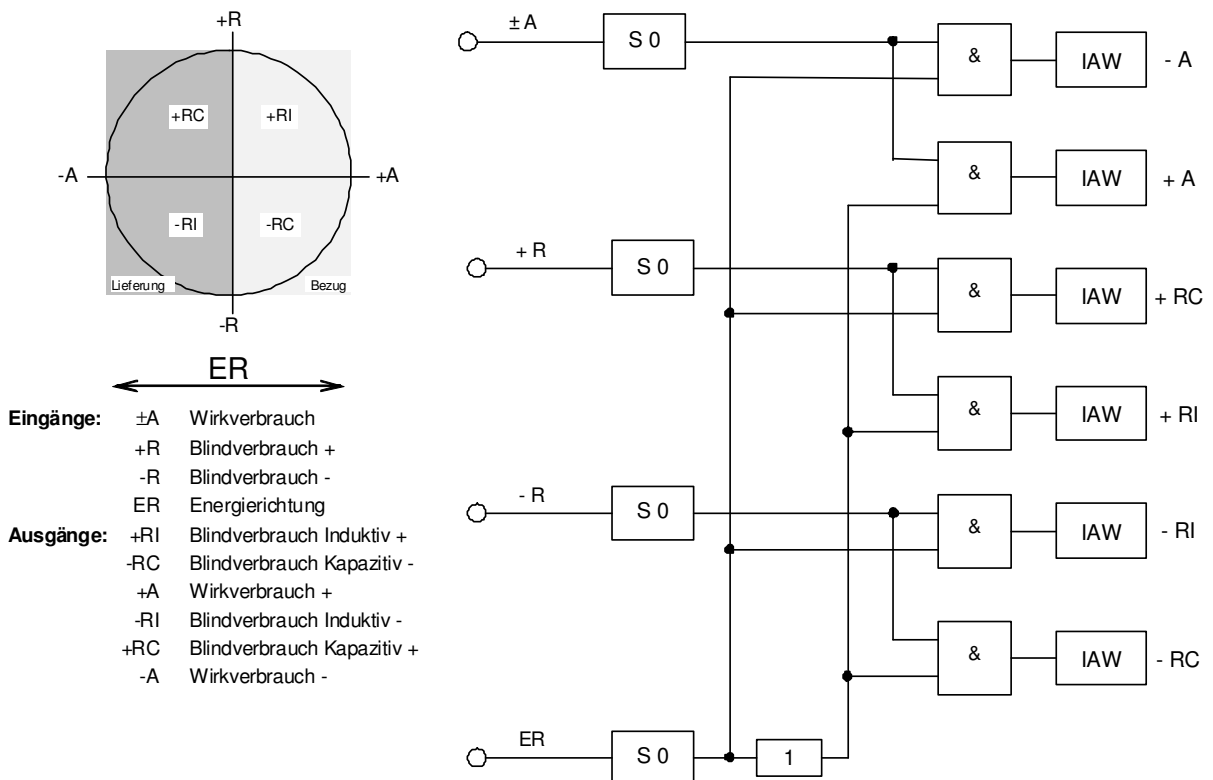 +R
+RC
+RI
-A
+A
-RI
-RC
Lieferung
Bezug
-R
ER
Eingänge: ±A Wirkverbrauch
+R Blindverbrauch +
-R Blindverbrauch -
ER Energierichtung
Ausgänge: +RI Blindverbrauch Induktiv +
-RC Blindverbrauch Kapazitiv -
+A Wirkverbrauch +
-RI Blindverbrauch Induktiv -
+RC Blindverbrauch Kapazitiv +
-A Wirkverbrauch -
± A
S 0
&
IAW
- A
&
IAW
+ A
+ R
S 0
&
IAW
+ RC
&
IAW
+ RI
- R
S 0
&
IAW
- RI
&
IAW
- RC
ER
S 0
1